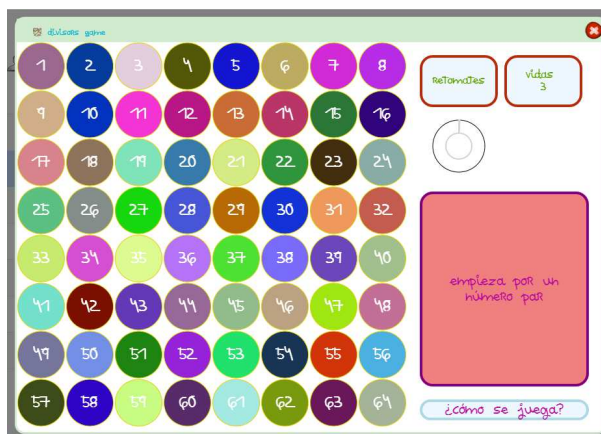 divisors game
1 2 3 4 5 6 7 8
9 10 11 12 13 14 15 16
17 18 19 20 21 22 23 24
25 26 27 28 29 30 31 32
33 34 35 36 37 38 39 40
41 42 43 44 45 46 47 48
49 50 51 52 53 54 55 56
57 58 59 60 61 62 63 64
Retomates
vidas
3
empieza por un
número par
¿cómo se juega?